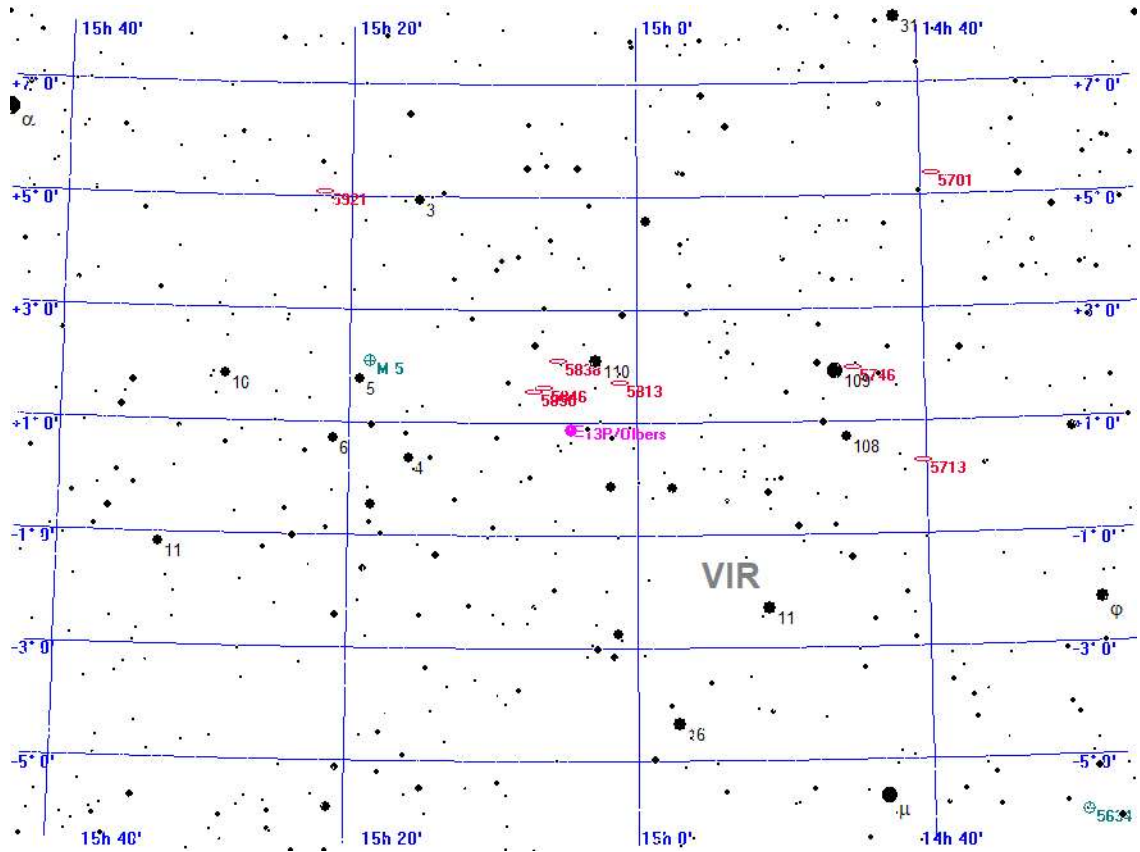 15h 40'
15h 20'
15h 0'
31
14h 40'
+7° 0'
+7° 0'
α
5701
5921
+5° 0'
3
+5° 0'
+3° 0'
+3° 0'
M 5
5838
110
5746
10
5
5846
5813
109
+1° 0'
13P/Olbers
+1° 0'
6
4
108
5713
-1° 0'
-1° 0'
11
VIR
11
φ
-3° 0'
-3° 0'
16
-5° 0'
-5° 0'
μ
5634
15h 40'
15h 20'
15h 0'
14h 40'